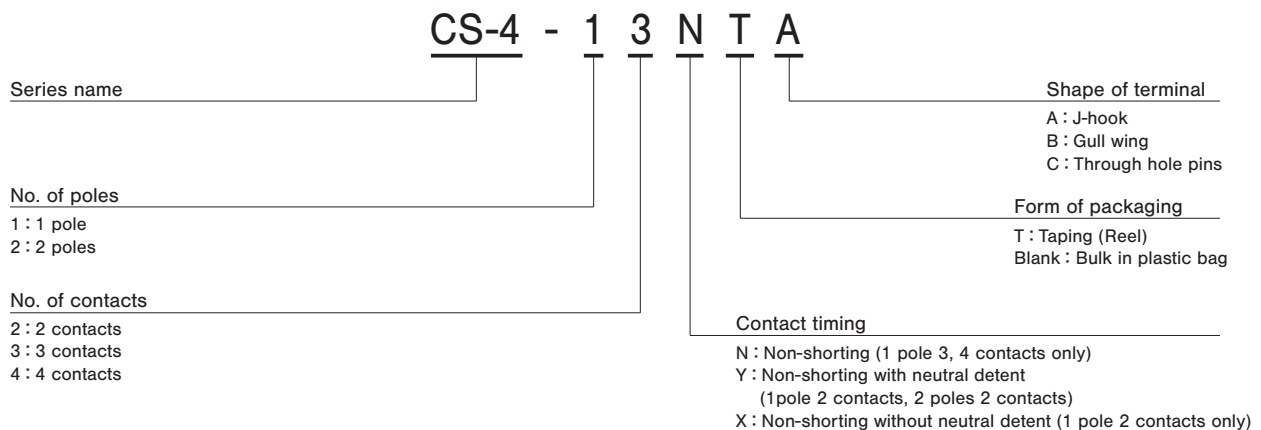 CS-4 - 1 3 N T A
Series name
No. of poles
1 : 1 pole
2 : 2 poles
No. of contacts
2 : 2 contacts
3 : 3 contacts
4 : 4 contacts
Shape of terminal
A : J-hook
B : Gull wing
C : Through hole pins
Form of packaging
T : Taping (Reel)
Blank : Bulk in plastic bag
Contact timing
N : Non-shorting (1 pole 3, 4 contacts only)
Y : Non-shorting with neutral detent
(1pole 2 contacts, 2 poles 2 contacts)
X : Non-shorting without neutral detent (1 pole 2 contacts only)